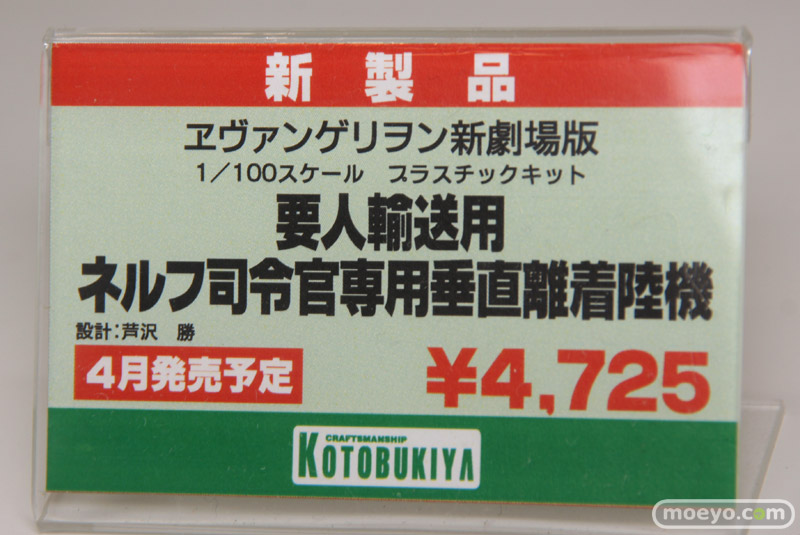 新製品
ヱヴァンゲリヲン新劇場版
1/100スケール プラスチックキット
要人輸送用
ネルフ司令官専用垂直離着陸機
設計:芦沢 勝
4月発売予定
¥4,725
CRAFTSMANSHIP
KOTOBUKIYA
moeyo.com